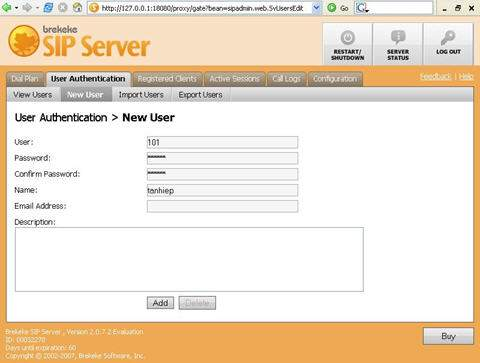 http://127.0.0.1:18080/proxy/gate?bean=sipadmin.web.SvUsersEdit
Go
brekeke
SIP Server
RESTART/
SHUTDOWN
SERVER
STATUS
LOG OUT
Dial Plan
User Authentication
Registered Clients
Active Sessions
Call Logs
Configuration
Feedback | Help
View Users
New User
Import Users
Export Users
User Authentication > New User
User: 101
Password: ******
Confirm Password: ******
Name: tanhiep
Email Address:
Description:
Add
Delete
Brekeke SIP Server , Version 2.0.7.2 Evaluation
ID: 00032270
Days until expiration: 60
Copyright © 2002-2007, Brekeke Software, Inc.
Buy